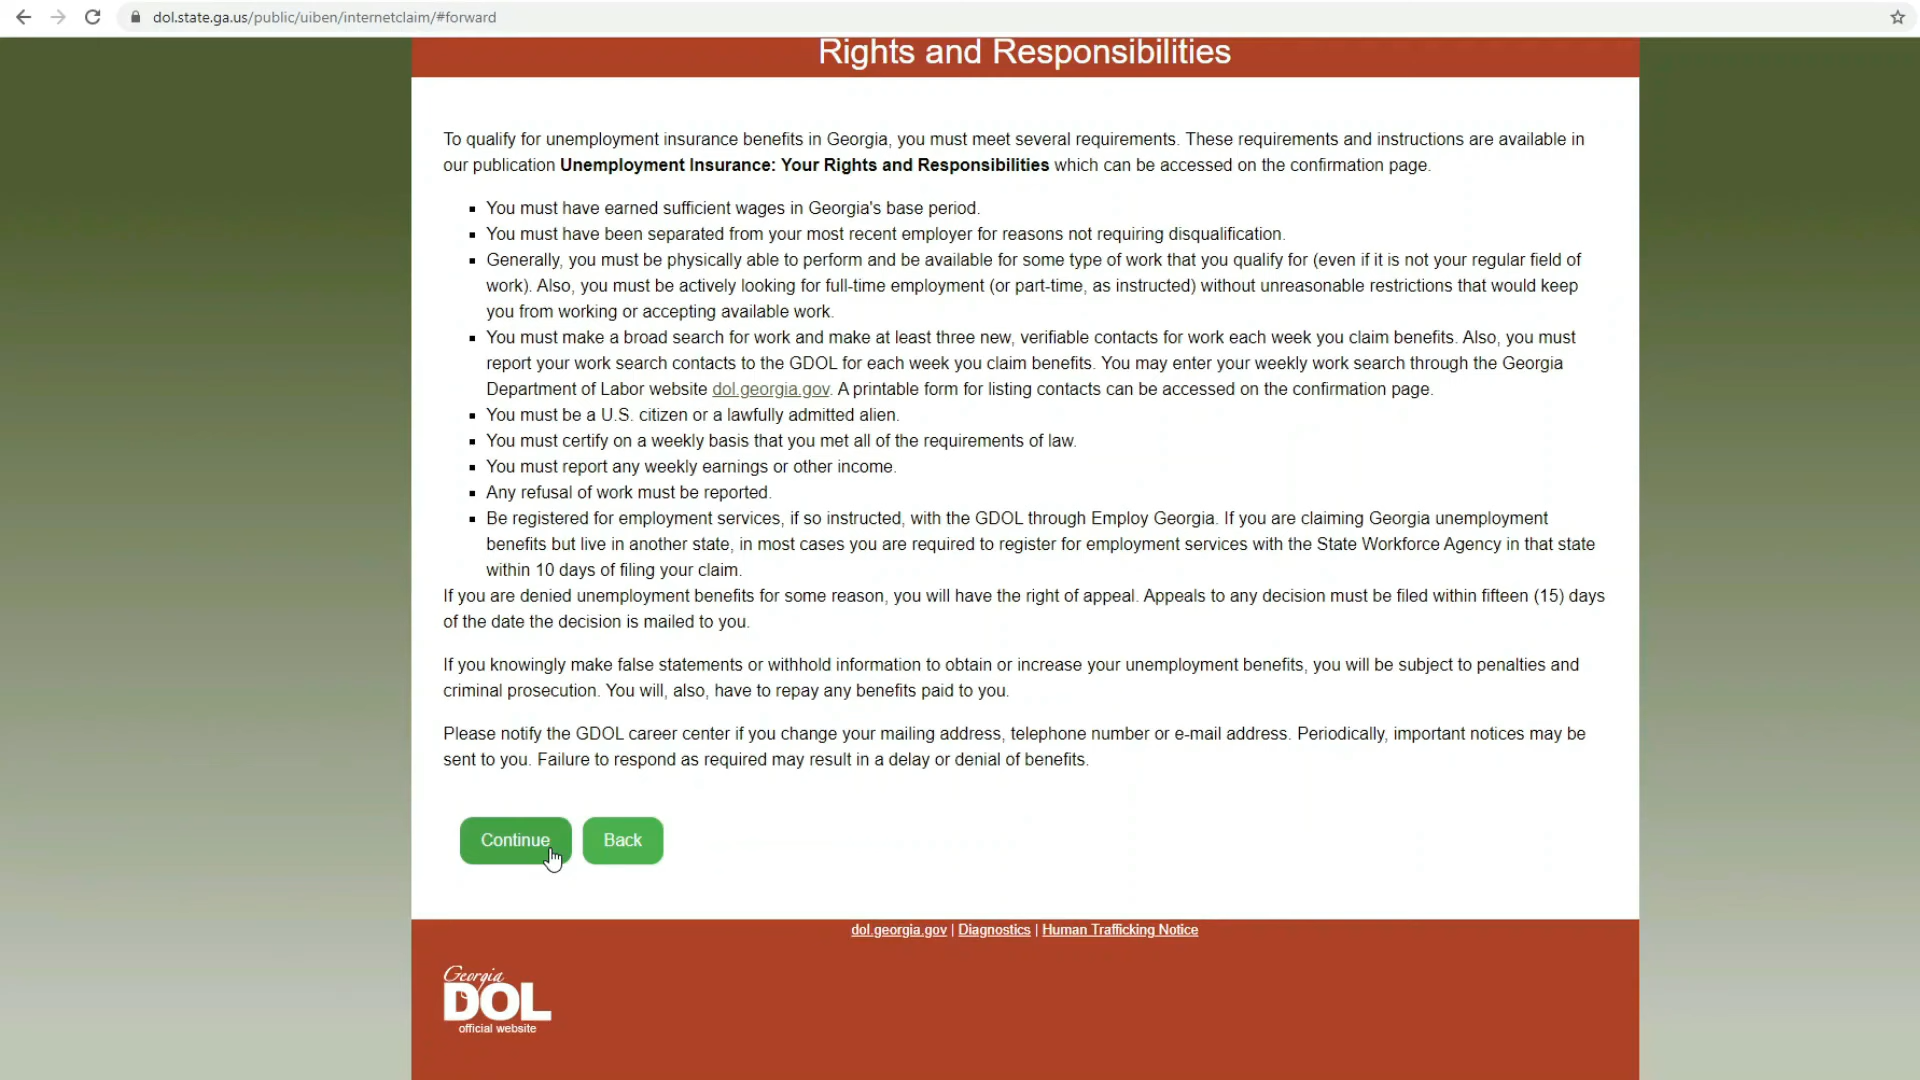 dol.state.ga.us/public/uiben/internetclaim/#forward
Rights and Responsibilities
To qualify for unemployment insurance benefits in Georgia, you must meet several requirements. These requirements and instructions are available in
our publication Unemployment Insurance: Your Rights and Responsibilities which can be accessed on the confirmation page.
▪ You must have earned sufficient wages in Georgia's base period.
▪ You must have been separated from your most recent employer for reasons not requiring disqualification.
▪ Generally, you must be physically able to perform and be available for some type of work that you qualify for (even if it is not your regular field of
work). Also, you must be actively looking for full-time employment (or part-time, as instructed) without unreasonable restrictions that would keep
you from working or accepting available work.
▪ You must make a broad search for work and make at least three new, verifiable contacts for work each week you claim benefits. Also, you must
report your work search contacts to the GDOL for each week you claim benefits. You may enter your weekly work search through the Georgia
Department of Labor website dol.georgia.gov. A printable form for listing contacts can be accessed on the confirmation page.
▪ You must be a U.S. citizen or a lawfully admitted alien.
▪ You must certify on a weekly basis that you met all of the requirements of law.
▪ You must report any weekly earnings or other income.
▪ Any refusal of work must be reported.
▪ Be registered for employment services, if so instructed, with the GDOL through Employ Georgia. If you are claiming Georgia unemployment
benefits but live in another state, in most cases you are required to register for employment services with the State Workforce Agency in that state
within 10 days of filing your claim.
If you are denied unemployment benefits for some reason, you will have the right of appeal. Appeals to any decision must be filed within fifteen (15) days
of the date the decision is mailed to you.
If you knowingly make false statements or withhold information to obtain or increase your unemployment benefits, you will be subject to penalties and
criminal prosecution. You will, also, have to repay any benefits paid to you.
Please notify the GDOL career center if you change your mailing address, telephone number or e-mail address. Periodically, important notices may be
sent to you. Failure to respond as required may result in a delay or denial of benefits.
Continue Back
dol.georgia.gov | Diagnostics | Human Trafficking Notice
Georgia
DOL
official website